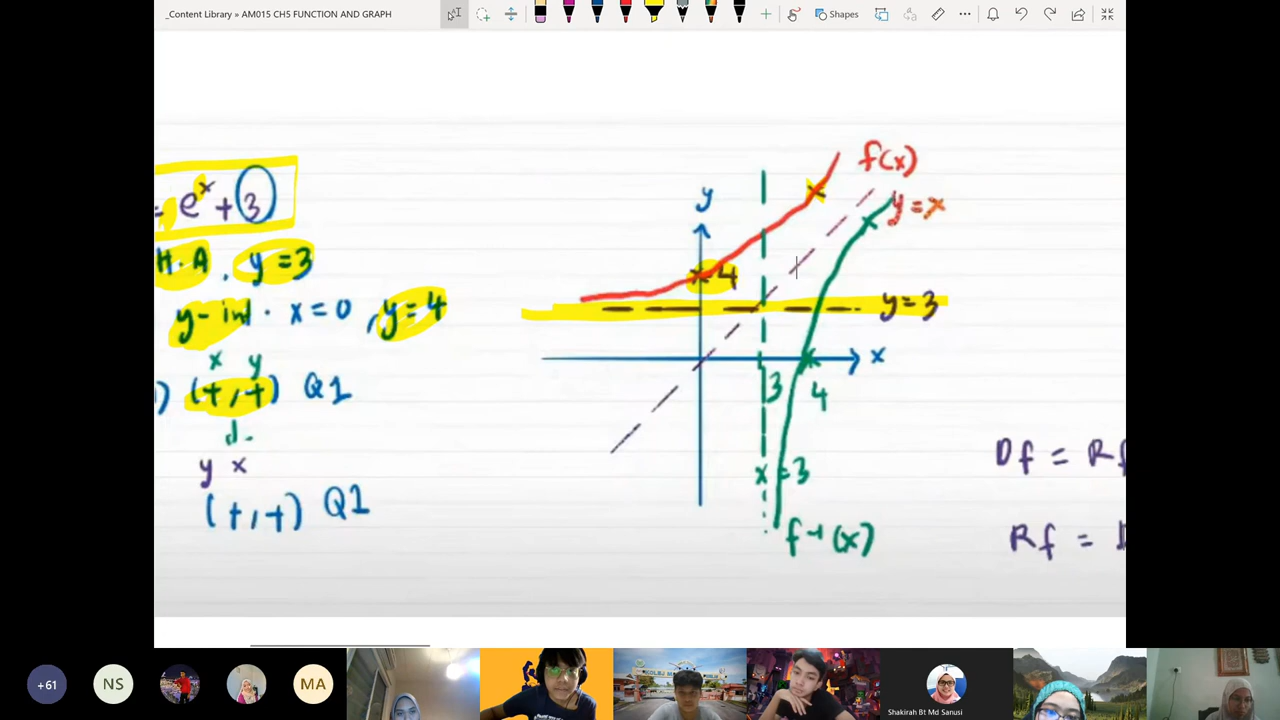 _Content Library » AM015 CH5 FUNCTION AND GRAPH
Shapes
= e^x + 3
H.A, y = 3
y-int. x = 0, y = 4
x y
) (+, +) Q1
y x
(+, +) Q1
f(x)
y = x
y
4
y = 3
x
3
4
x = 3
f-1(x)
Df = Rf
Rf =
+61
NS
MA
Shakirah Bt Md Sanusi